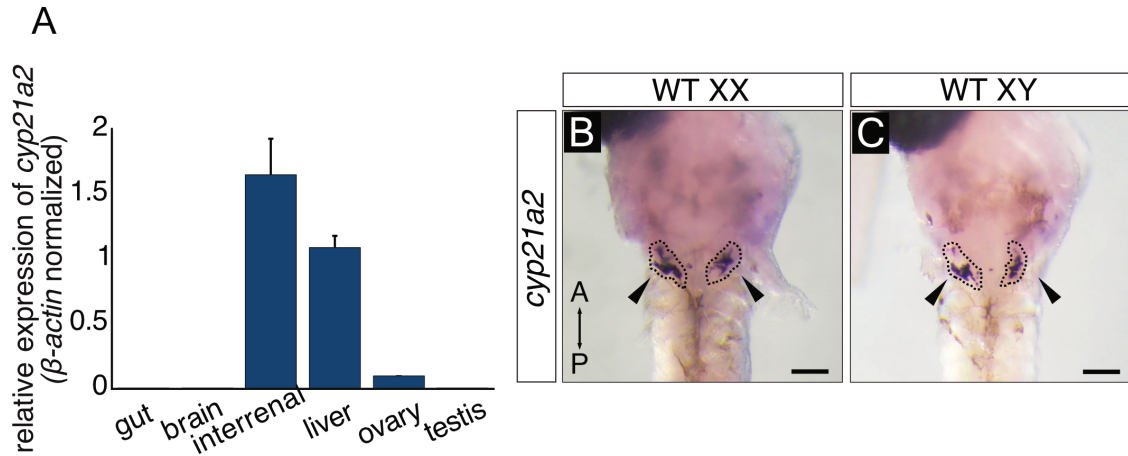 A
relative expression of cyp21a2
(β-actin normalized)
2
1.5
1
0.5
0
gut
brain
interrenal
liver
ovary
testis
WT XX
WT XY
cyp21a2
B
C
A
P